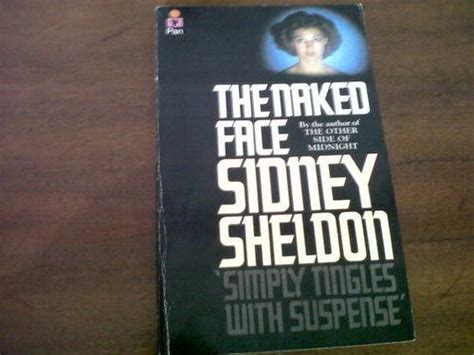 Pan
THE NAKED
FACE
By the author of
THE OTHER
SIDE OF
MIDNIGHT
SIDNEY
SHELDON
'SIMPLY TINGLES
WITH SUSPENSE'